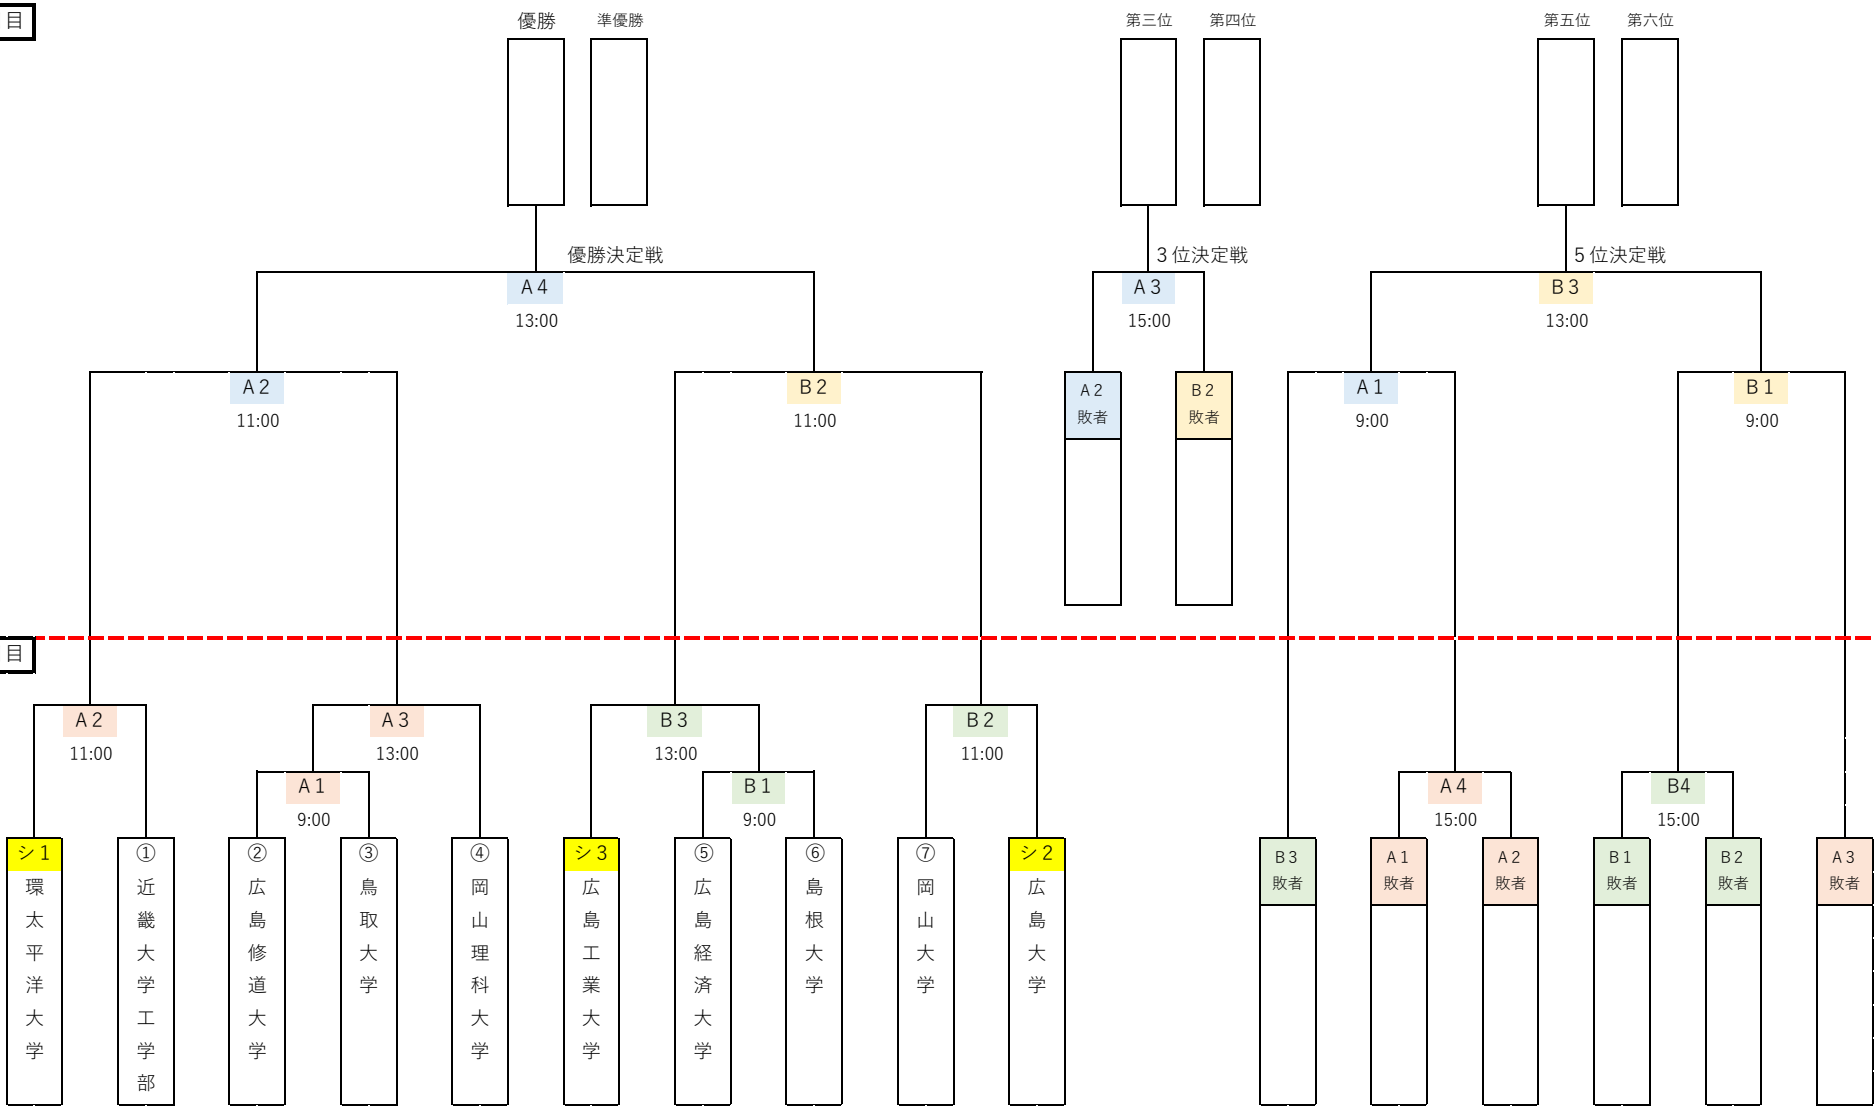 目
優勝
準優勝
第三位
第四位
第五位
第六位
優勝決定戦
3位決定戦
5位決定戦
A4
13:00
A3
15:00
B3
13:00
A2
11:00
B2
11:00
A2
敗者
B2
敗者
A1
9:00
B1
9:00
目
A2
11:00
A3
13:00
B3
13:00
B2
11:00
A1
9:00
B1
9:00
A4
15:00
B4
15:00
シ1
環太平洋大学
①
近畿大学工学部
②
広島修道大学
③
鳥取大学
④
岡山理科大学
シ3
広島工業大学
⑤
広島経済大学
⑥
島根大学
⑦
岡山大学
シ2
広島大学
B3
敗者
A1
敗者
A2
敗者
B1
敗者
B2
敗者
A3
敗者